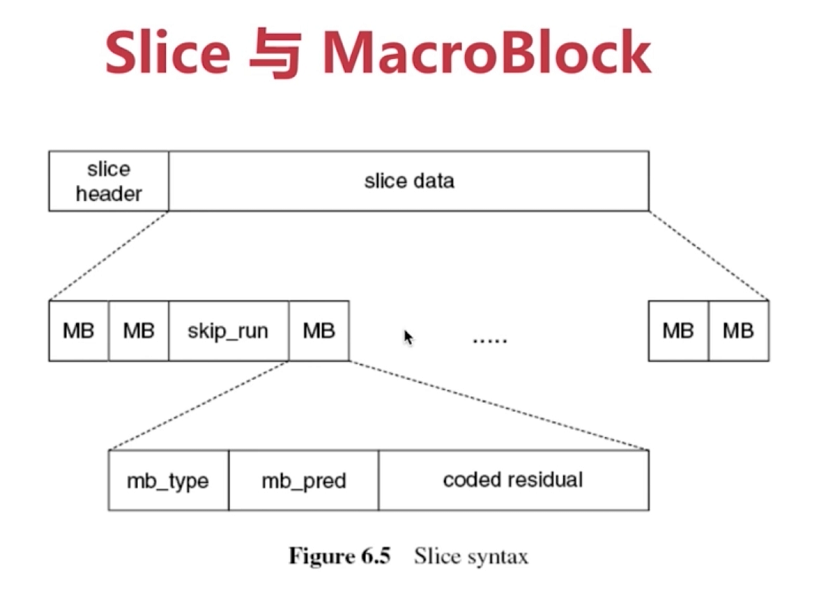 Slice 与 MacroBlock
slice
header
slice data
MB
MB
skip_run
MB
.....
MB
MB
mb_type
mb_pred
coded residual
Figure 6.5 Slice syntax